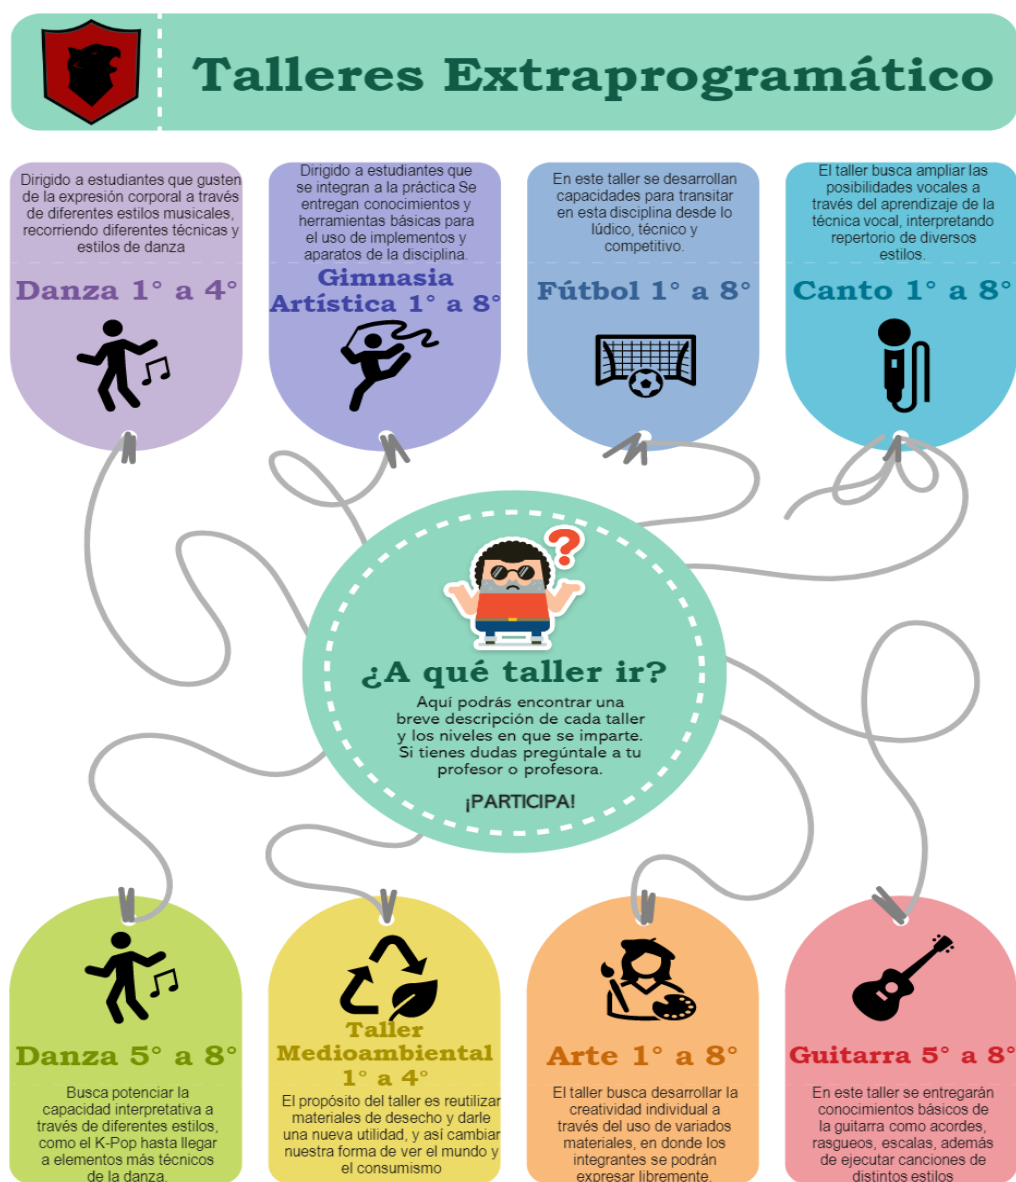 Talleres Extraprogramático
Dirigido a estudiantes que gusten
de la expresión corporal a través
de diferentes estilos musicales,
recorriendo diferentes técnicas y
estilos de danza
Danza 1° a 4°
Dirigido a estudiantes que
se integran a la práctica Se
entregan conocimientos y
herramientas básicas para
el uso de implementos y
aparatos de la disciplina.
Gimnasia
Artística 1° a 8°
En este taller se desarrollan
capacidades para transitar
en esta disciplina desde lo
lúdico, técnico y
competitivo.
Fútbol 1° a 8°
El taller busca ampliar las
posibilidades vocales a
través del aprendizaje de la
técnica vocal, interpretando
repertorio de diversos
estilos.
Canto 1° a 8°
?
¿A qué taller ir?
Aquí podrás encontrar una
breve descripción de cada taller
y los niveles en que se imparte.
Si tienes dudas pregúntale a tu
profesor o profesora.
¡PARTICIPA!
Danza 5° a 8°
Busca potenciar la
capacidad interpretativa a
través de diferentes estilos,
como el K-Pop hasta llegar
a elementos más técnicos
de la danza.
Taller
Medioambiental
1° a 4°
El propósito del taller es reutilizar
materiales de desecho y darle
una nueva utilidad, y así cambiar
nuestra forma de ver el mundo y
el consumismo
Arte 1° a 8°
El taller busca desarrollar la
creatividad individual a
través del uso de variados
materiales, en donde los
integrantes se podrán
expresar libremente.
Guitarra 5° a 8°
En este taller se entregarán
conocimientos básicos de
la guitarra como acordes,
rasgueos, escalas, además
de ejecutar canciones de
distintos estilos